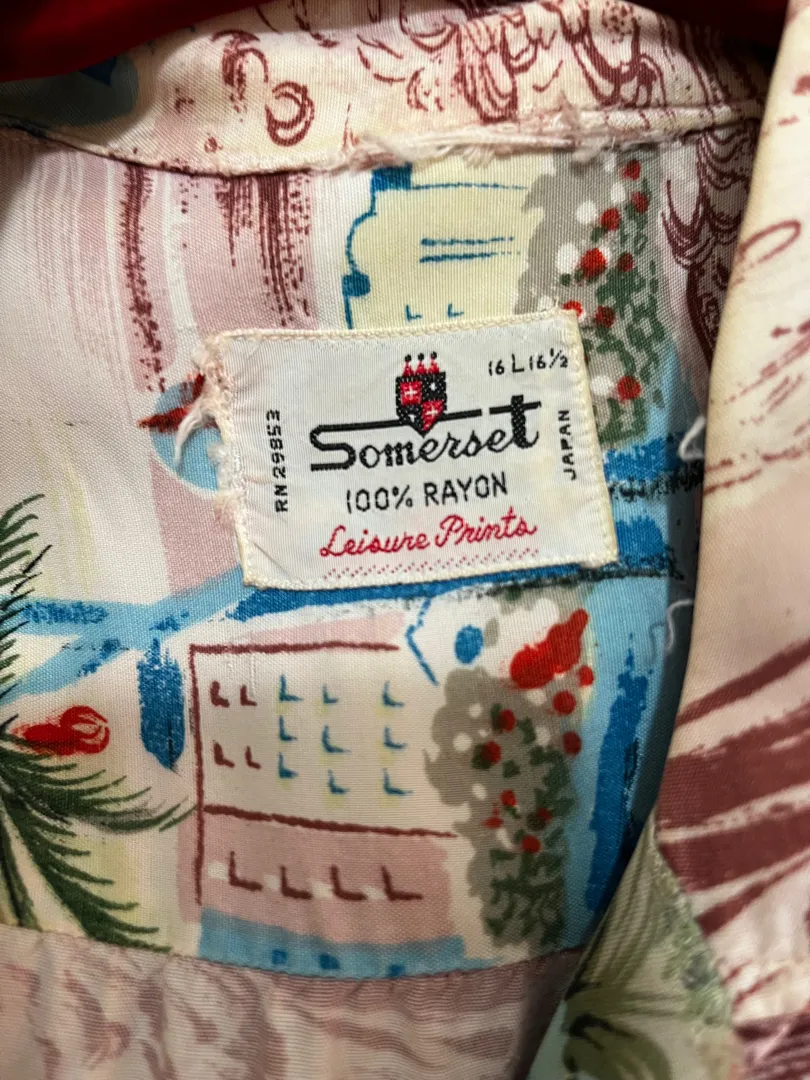 16 L 16½
Somerset
100% RAYON
Leisure Prints
RN 29853
JAPAN